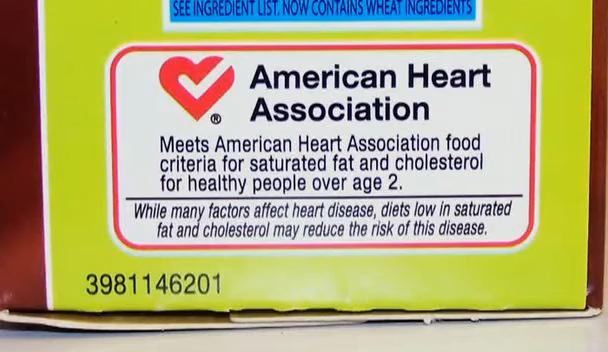 SEE INGREDIENT LIST. NOW CONTAINS WHEAT INGREDIENTS
American Heart
Association
®
Meets American Heart Association food
criteria for saturated fat and cholesterol
for healthy people over age 2.
While many factors affect heart disease, diets low in saturated
fat and cholesterol may reduce the risk of this disease.
3981146201